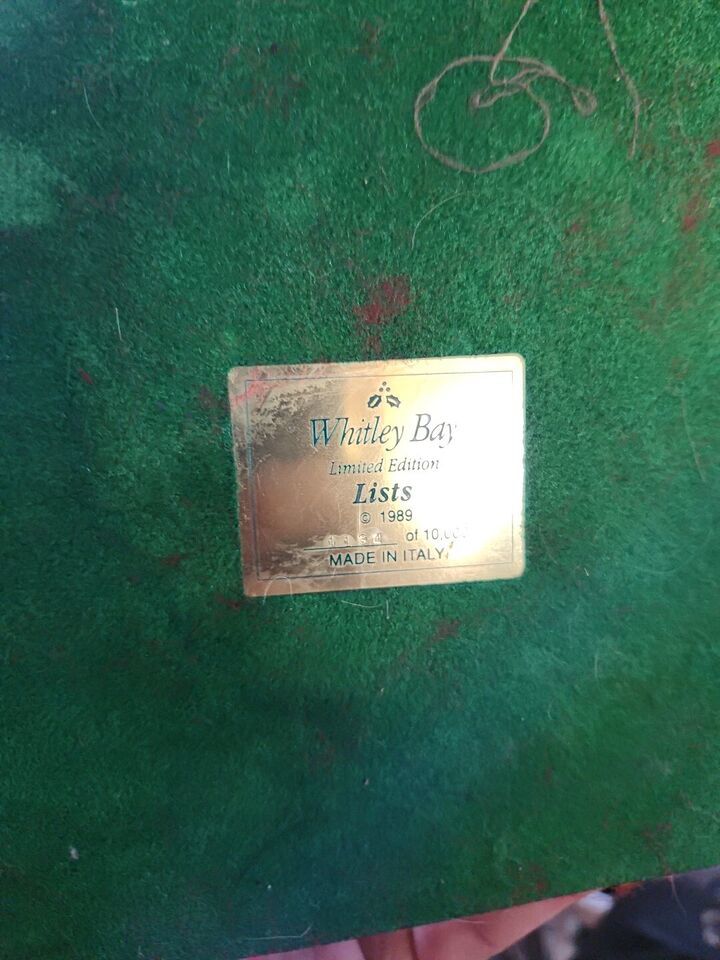 Whitley Bay
Limited Edition
Lists
© 1989
of 10,000
MADE IN ITALY